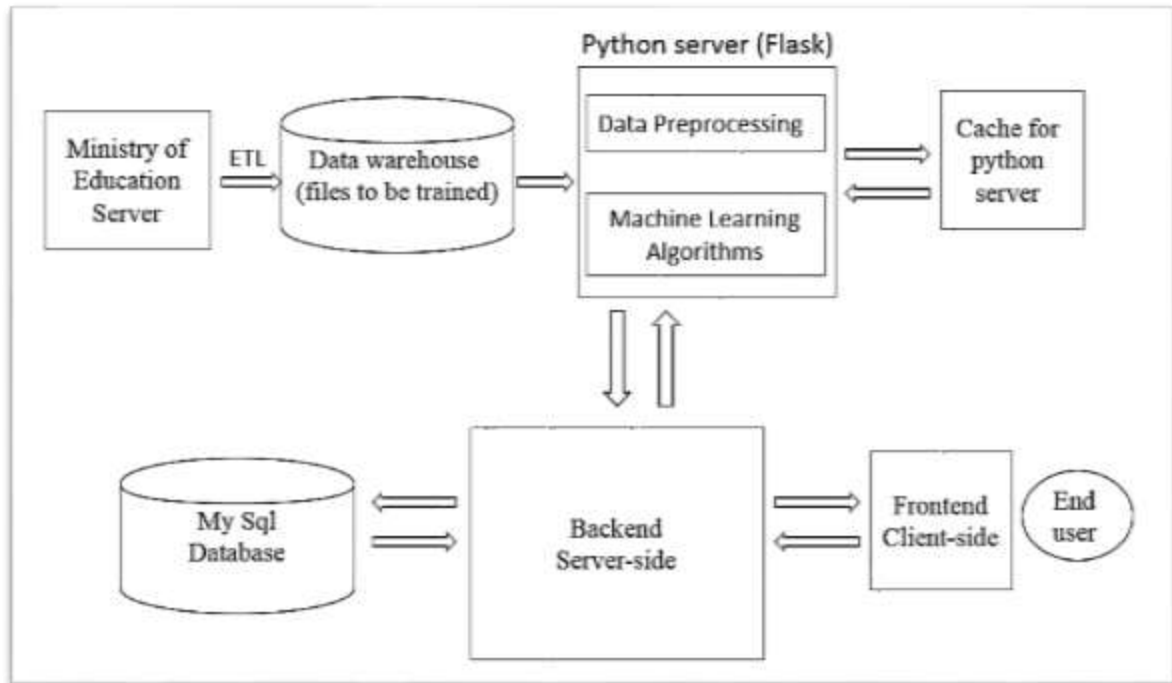 Python server (Flask)
Data Preprocessing
Machine Learning
Algorithms
Ministry of
Education
Server
ETL
Data warehouse
(files to be trained)
Cache for
python
server
My Sql
Database
Backend
Server-side
Frontend
Client-side
End
user